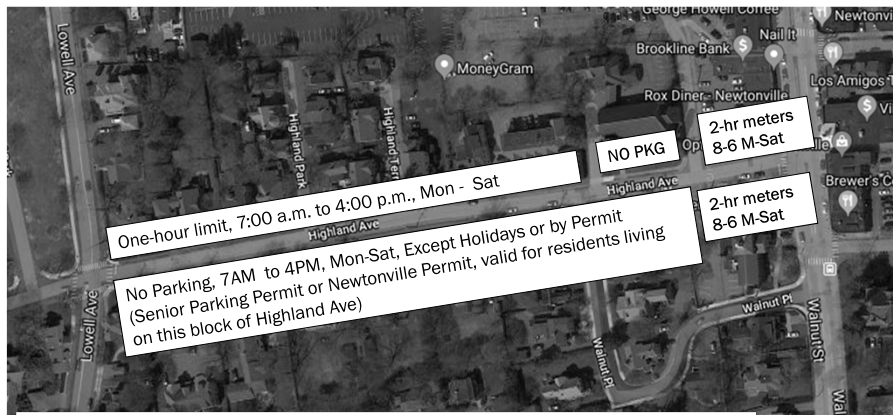 George Howell Coffee
Newtonvi
Nail It
Brookline Bank
MoneyGram
Los Amigos T
Rox Diner - Newtonville
Lowell Ave
Highland Park
Highland Terr
2-hr meters
8-6 M-Sat
NO PKG
One-hour limit, 7:00 a.m. to 4:00 p.m., Mon - Sat
Highland Ave
Highland Ave
Brewer's Co
2-hr meters
8-6 M-Sat
No Parking, 7AM to 4PM, Mon-Sat, Except Holidays or by Permit
(Senior Parking Permit or Newtonville Permit, valid for residents living
on this block of Highland Ave)
Lowell Ave
Walnut Pl
Walnut Pl
Walnut St